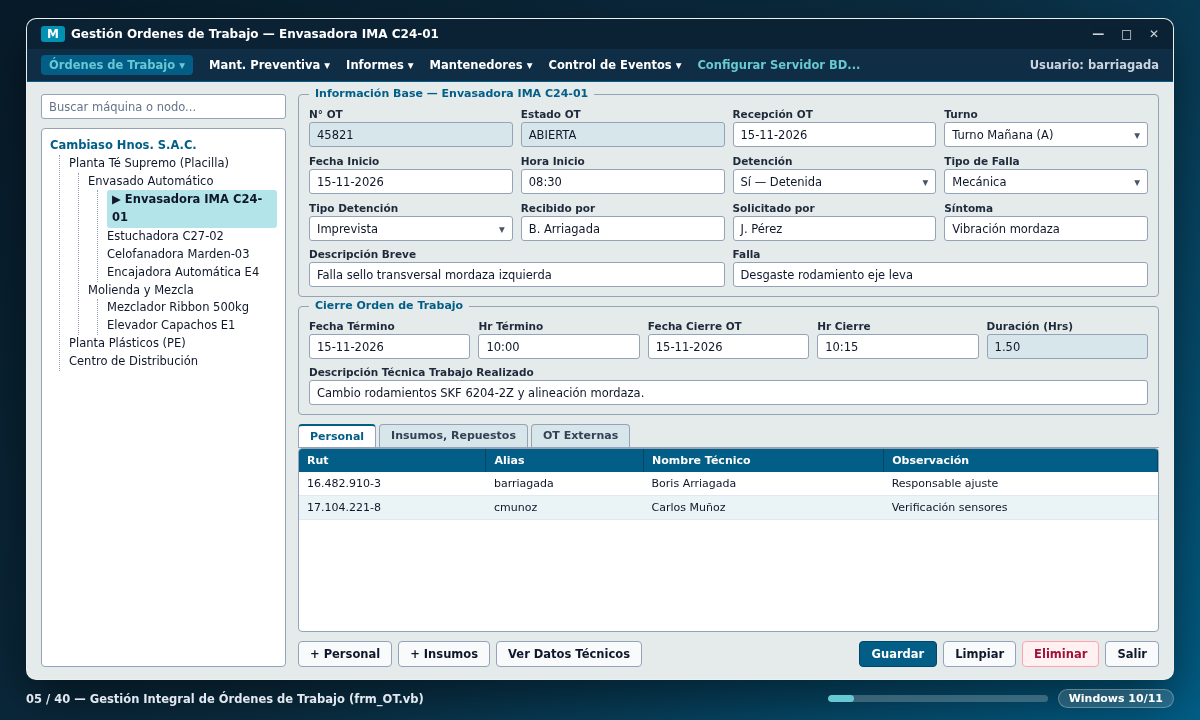 M Gestión Ordenes de Trabajo — Envasadora IMA C24-01 — □ ✕
Órdenes de Trabajo ▾ Mant. Preventiva ▾ Informes ▾ Mantenedores ▾ Control de Eventos ▾ Configurar Servidor BD... Usuario: barriagada
Buscar máquina o nodo...
Cambiaso Hnos. S.A.C.
Planta Té Supremo (Placilla)
Envasado Automático
▶ Envasadora IMA C24-
01
Estuchadora C27-02
Celofanadora Marden-03
Encajadora Automática E4
Molienda y Mezcla
Mezclador Ribbon 500kg
Elevador Capachos E1
Planta Plásticos (PE)
Centro de Distribución
Información Base — Envasadora IMA C24-01
N° OT Estado OT Recepción OT Turno
45821 ABIERTA 15-11-2026 Turno Mañana (A) ▾
Fecha Inicio Hora Inicio Detención Tipo de Falla
15-11-2026 08:30 Sí — Detenida ▾ Mecánica ▾
Tipo Detención Recibido por Solicitado por Síntoma
Imprevista ▾ B. Arriagada J. Pérez Vibración mordaza
Descripción Breve Falla
Falla sello transversal mordaza izquierda Desgaste rodamiento eje leva
Cierre Orden de Trabajo
Fecha Término Hr Término Fecha Cierre OT Hr Cierre Duración (Hrs)
15-11-2026 10:00 15-11-2026 10:15 1.50
Descripción Técnica Trabajo Realizado
Cambio rodamientos SKF 6204-2Z y alineación mordaza.
Personal Insumos, Repuestos OT Externas
Rut Alias Nombre Técnico Observación
16.482.910-3 barriagada Boris Arriagada Responsable ajuste
17.104.221-8 cmunoz Carlos Muñoz Verificación sensores
+ Personal + Insumos Ver Datos Técnicos Guardar Limpiar Eliminar Salir
05 / 40 — Gestión Integral de Órdenes de Trabajo (frm_OT.vb) Windows 10/11